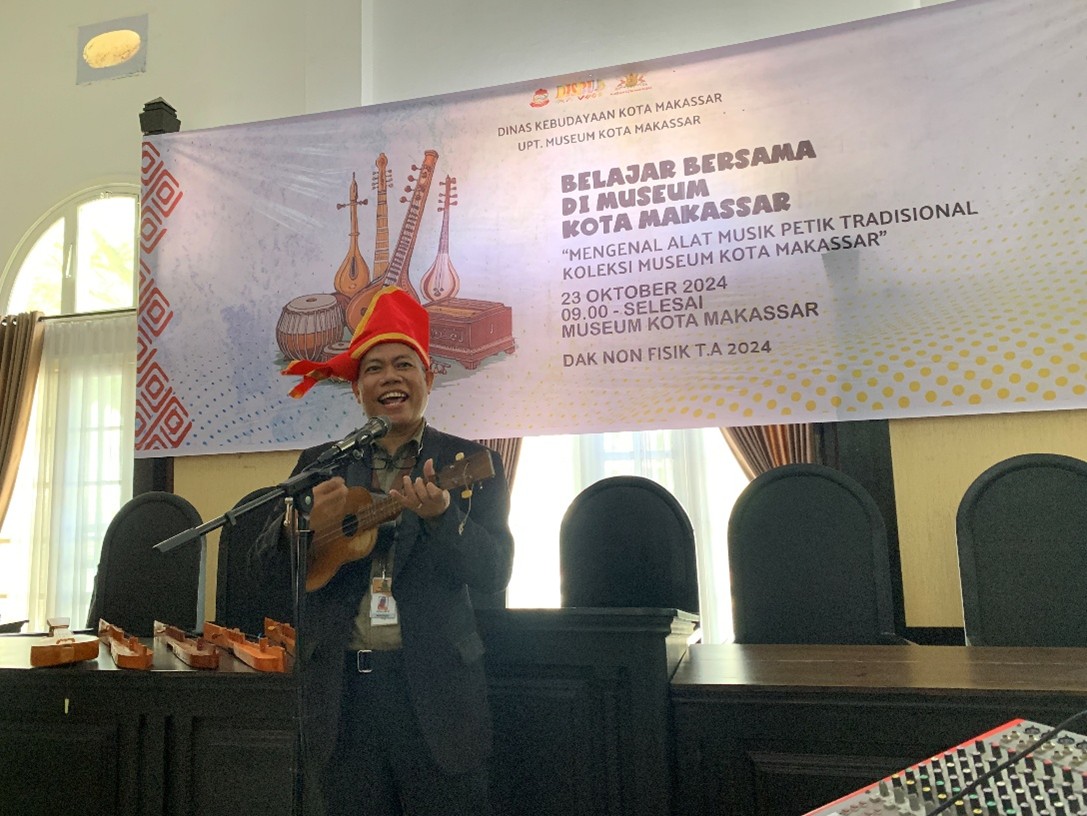 DINAS KEBUDAYAAN KOTA MAKASSAR
UPT. MUSEUM KOTA MAKASSAR
BELAJAR BERSAMA
DI MUSEUM
KOTA MAKASSAR
"MENGENAL ALAT MUSIK PETIK TRADISIONAL
KOLEKSI MUSEUM KOTA MAKASSAR"
23 OKTOBER 2024
09.00 - SELESAI
MUSEUM KOTA MAKASSAR
DAK NON FISIK T.A 2024